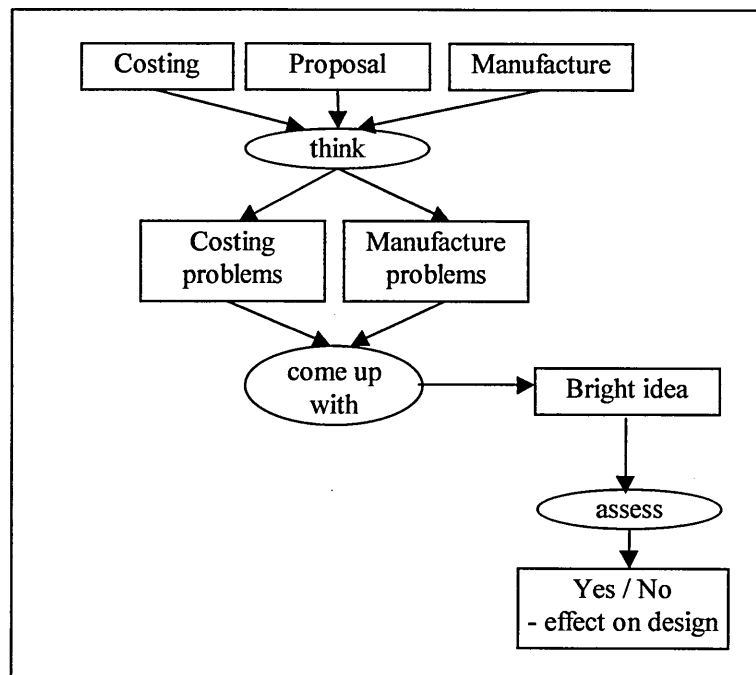 Costing
Proposal
Manufacture
think
Costing
problems
Manufacture
problems
come up
with
Bright idea
assess
Yes / No
- effect on design